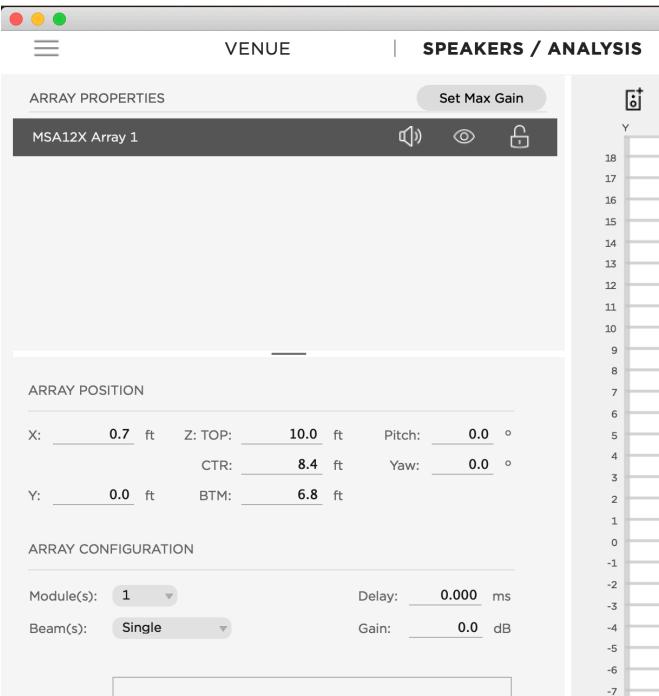 VENUE | SPEAKERS / ANALYSIS
ARRAY PROPERTIES Set Max Gain
MSA12X Array 1
ARRAY POSITION
X: 0.7 ft Z: TOP: 10.0 ft Pitch: 0.0 °
CTR: 8.4 ft Yaw: 0.0 °
Y: 0.0 ft BTM: 6.8 ft
ARRAY CONFIGURATION
Module(s): 1 Delay: 0.000 ms
Beam(s): Single Gain: 0.0 dB
Y
18
17
16
15
14
13
12
11
10
9
8
7
6
5
4
3
2
1
0
-1
-2
-3
-4
-5
-6
-7